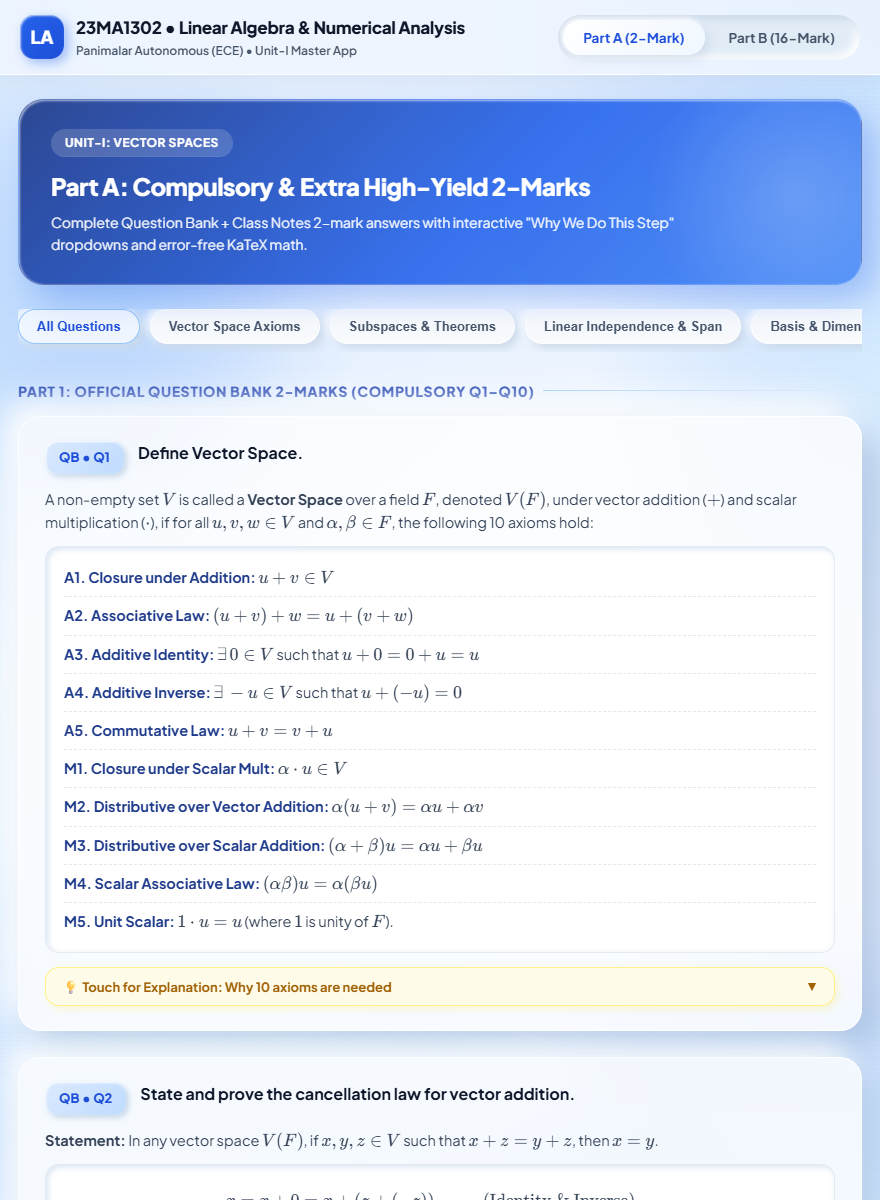 LA
23MA1302 • Linear Algebra & Numerical Analysis
Panimalar Autonomous (ECE) • Unit-I Master App
Part A (2-Mark)
Part B (16-Mark)
UNIT-I: VECTOR SPACES
Part A: Compulsory & Extra High-Yield 2-Marks
Complete Question Bank + Class Notes 2-mark answers with interactive "Why We Do This Step"
dropdowns and error-free KaTeX math.
All Questions
Vector Space Axioms
Subspaces & Theorems
Linear Independence & Span
Basis & Dimen
PART 1: OFFICIAL QUESTION BANK 2-MARKS (COMPULSORY Q1-Q10)
QB • Q1
Define Vector Space.
A non-empty set V is called a Vector Space over a field F, denoted V(F), under vector addition (+) and scalar
multiplication (·), if for all u, v, w ∈ V and α, β ∈ F, the following 10 axioms hold:
A1. Closure under Addition: u + v ∈ V
A2. Associative Law: (u + v) + w = u + (v + w)
A3. Additive Identity: ∃ 0 ∈ V such that u + 0 = 0 + u = u
A4. Additive Inverse: ∃ − u ∈ V such that u + (−u) = 0
A5. Commutative Law: u + v = v + u
M1. Closure under Scalar Mult: α · u ∈ V
M2. Distributive over Vector Addition: α(u + v) = αu + αv
M3. Distributive over Scalar Addition: (α + β)u = αu + βu
M4. Scalar Associative Law: (αβ)u = α(βu)
M5. Unit Scalar: 1 · u = u (where 1 is unity of F).
💡 Touch for Explanation: Why 10 axioms are needed ▼
QB • Q2
State and prove the cancellation law for vector addition.
Statement: In any vector space V(F), if x, y, z ∈ V such that x + z = y + z, then x = y.
x = x + 0 = x + (z + (−z)) (Identity & Inverse)